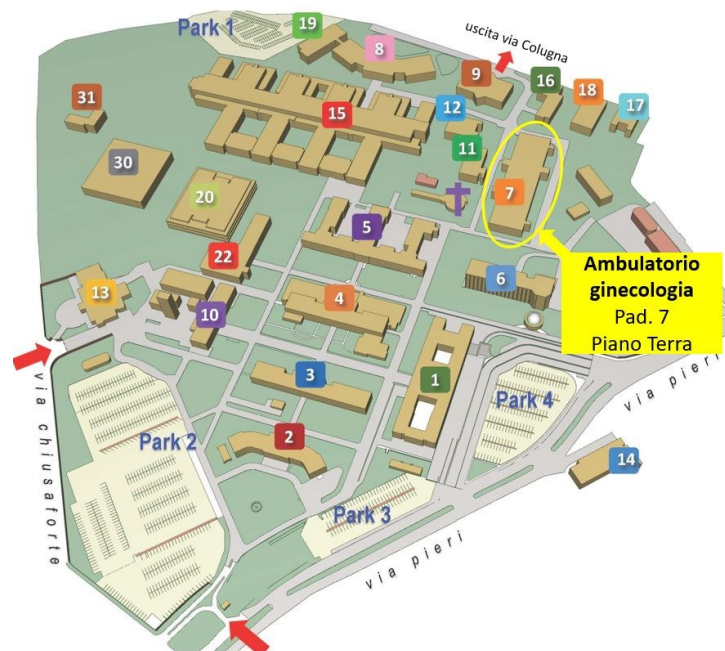 Park 1
19
8
uscita via Colugna
9
16
18
17
31
15
12
11
30
7
20
5
22
6
Ambulatorio
ginecologia
Pad. 7
Piano Terra
13
10
4
3
1
Park 4
via pieri
via chiusaforte
Park 2
2
14
Park 3
via pieri